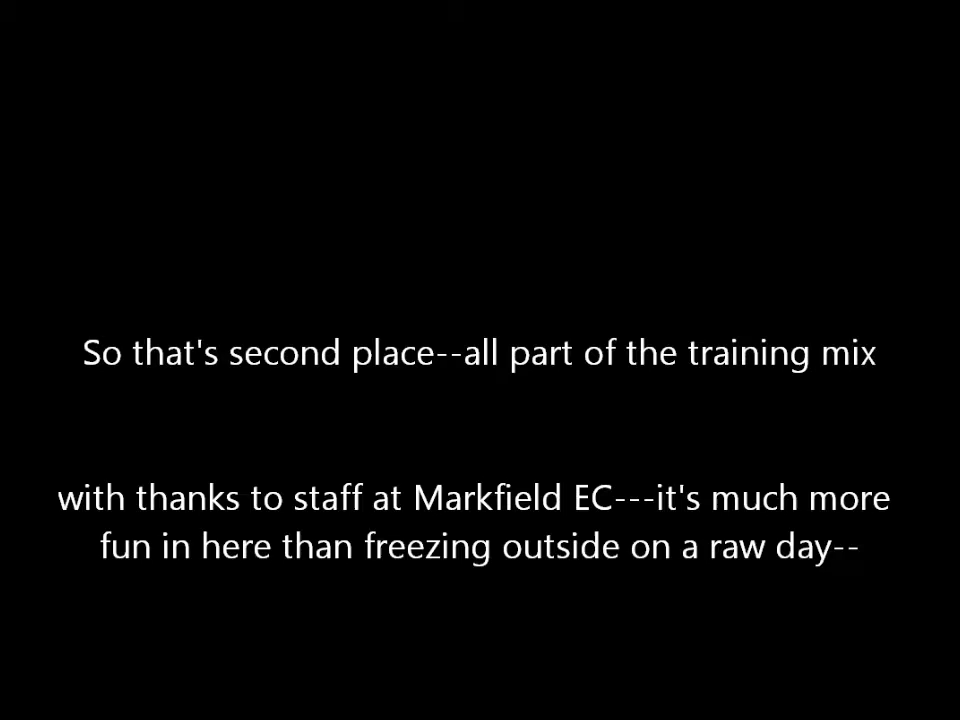 So that's second place--all part of the training mix
with thanks to staff at Markfield EC---it's much more
fun in here than freezing outside on a raw day--